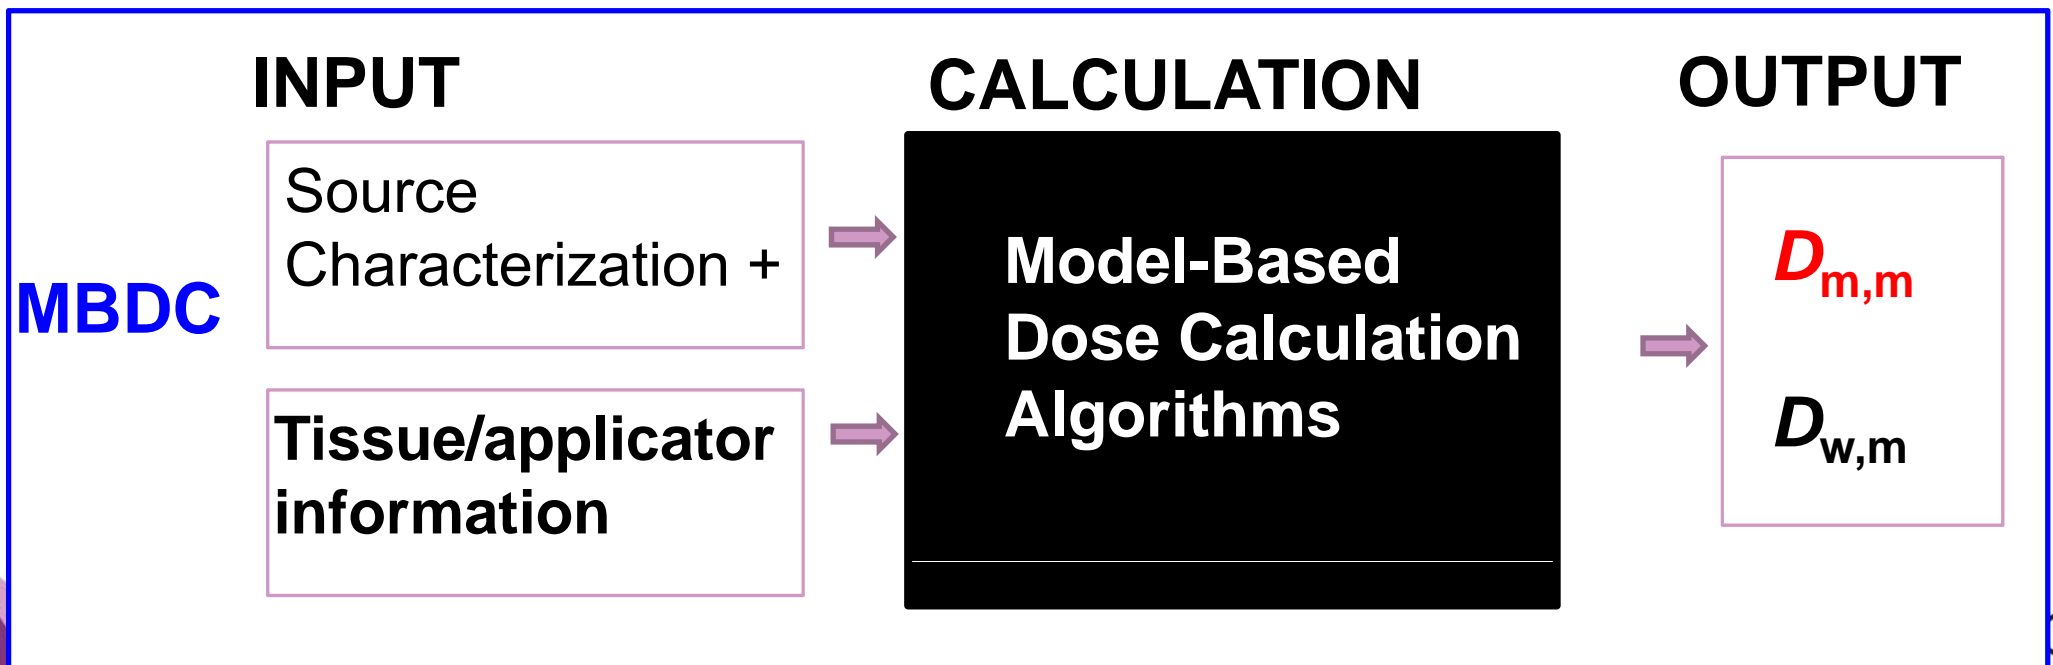 INPUT
CALCULATION
OUTPUT
MBDC
Source
Characterization +
Tissue/applicator
information
Model-Based
Dose Calculation
Algorithms
Dm,m
Dw,m